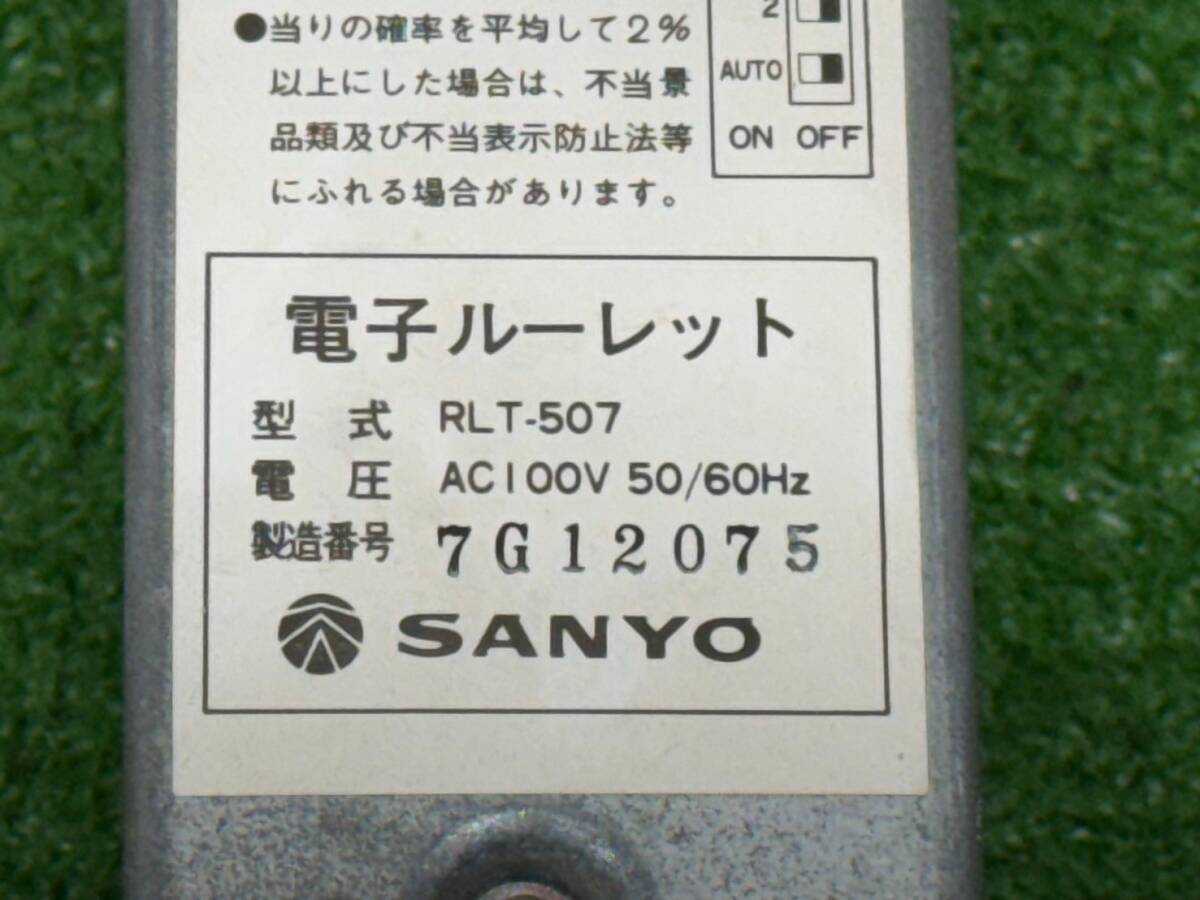 ●当りの確率を平均して2%
以上にした場合は、不当景
品類及び不当表示防止法等
にふれる場合があります。
2
AUTO
ON OFF
電子ルーレット
型 式 RLT-507
電 圧 AC100V 50/60Hz
製造番号 7G12075
SANYO